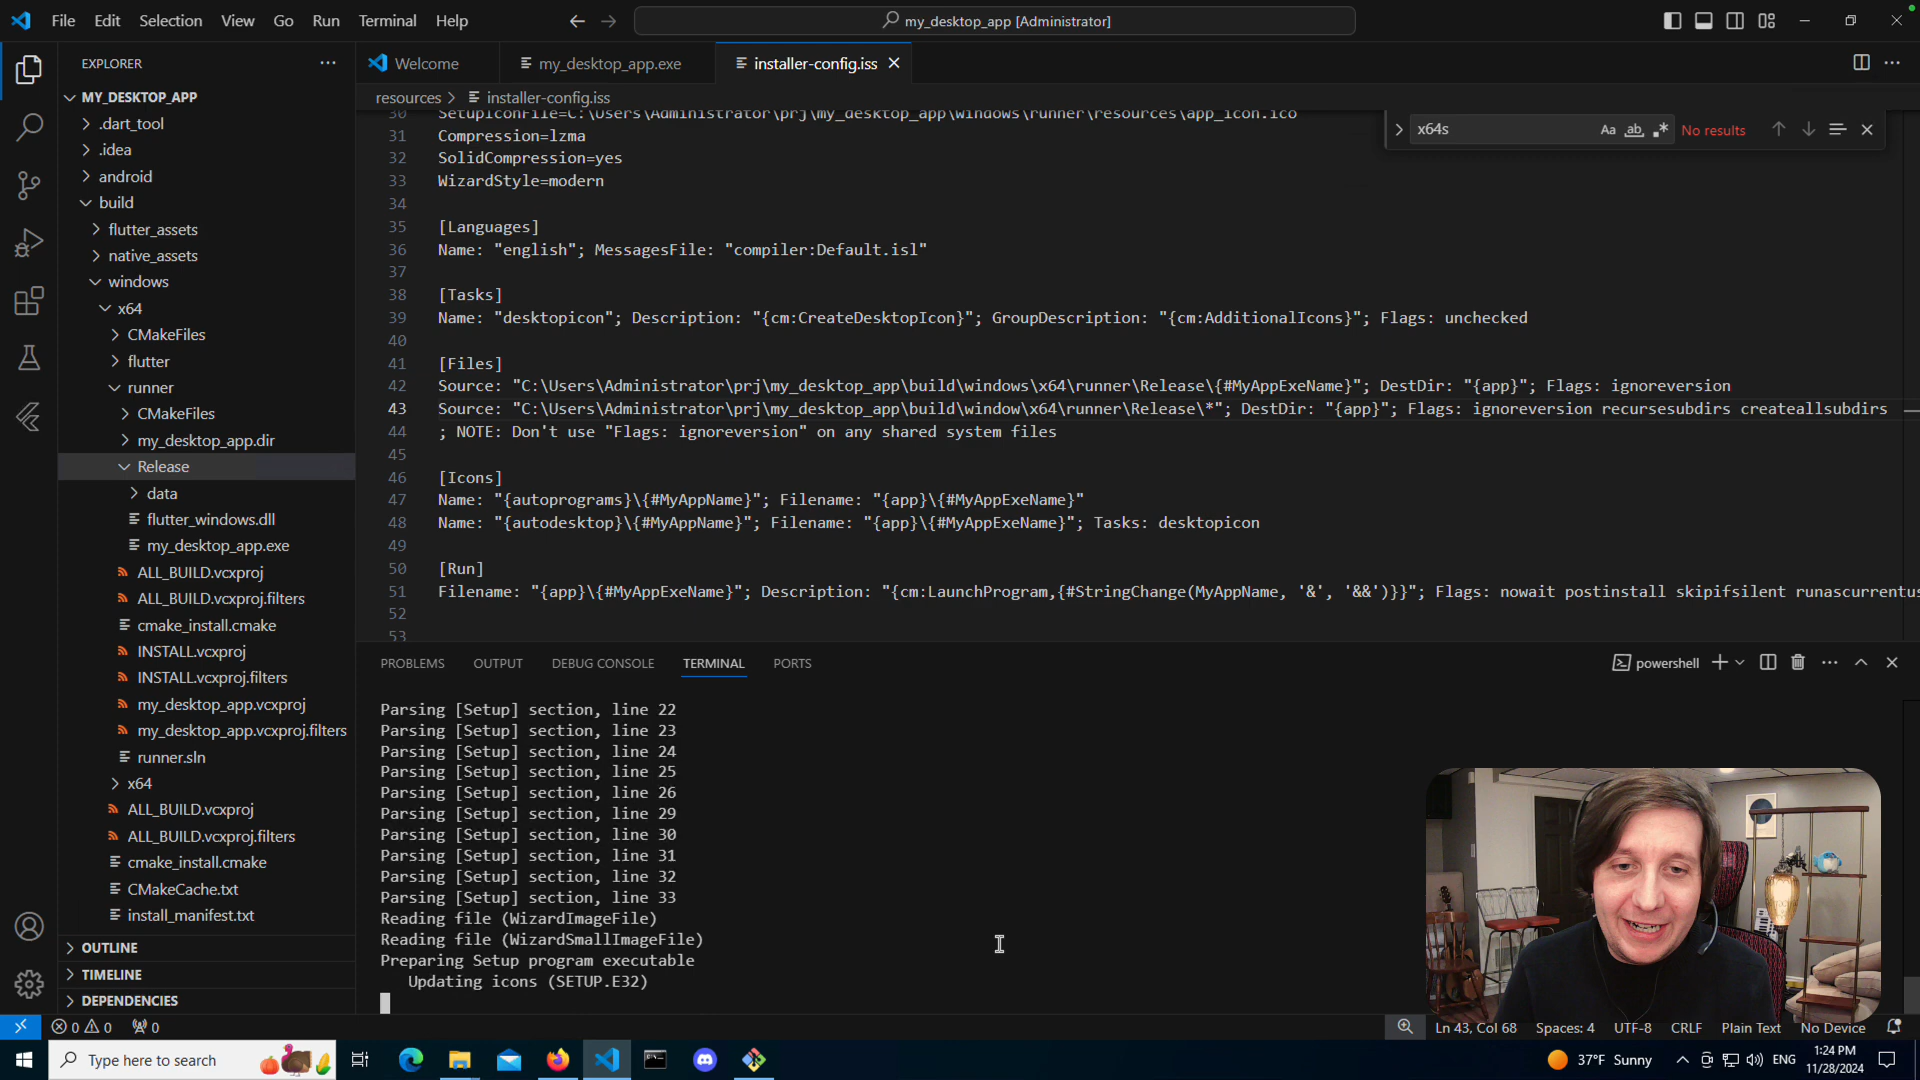 File Edit Selection View Go Run Terminal Help
my_desktop_app [Administrator]
EXPLORER
Welcome
my_desktop_app.exe
installer-config.iss
MY_DESKTOP_APP
.dart_tool
.idea
android
build
flutter_assets
native_assets
windows
x64
CMakeFiles
flutter
runner
CMakeFiles
my_desktop_app.dir
Release
data
flutter_windows.dll
my_desktop_app.exe
ALL_BUILD.vcxproj
ALL_BUILD.vcxproj.filters
cmake_install.cmake
INSTALL.vcxproj
INSTALL.vcxproj.filters
my_desktop_app.vcxproj
my_desktop_app.vcxproj.filters
runner.sln
x64
ALL_BUILD.vcxproj
ALL_BUILD.vcxproj.filters
cmake_install.cmake
CMakeCache.txt
install_manifest.txt
OUTLINE
TIMELINE
DEPENDENCIES
resources > installer-config.iss
x64s Aa ab No results
30 SetupIconFile=C:\Users\Administrator\prj\my_desktop_app\windows\runner\resources\app_icon.ico
31 Compression=lzma
32 SolidCompression=yes
33 WizardStyle=modern
34
35 [Languages]
36 Name: "english"; MessagesFile: "compiler:Default.isl"
37
38 [Tasks]
39 Name: "desktopicon"; Description: "{cm:CreateDesktopIcon}"; GroupDescription: "{cm:AdditionalIcons}"; Flags: unchecked
40
41 [Files]
42 Source: "C:\Users\Administrator\prj\my_desktop_app\build\windows\x64\runner\Release\{#MyAppExeName}"; DestDir: "{app}"; Flags: ignoreversion
43 Source: "C:\Users\Administrator\prj\my_desktop_app\build\window\x64\runner\Release\*"; DestDir: "{app}"; Flags: ignoreversion recursesubdirs createallsubdirs
44 ; NOTE: Don't use "Flags: ignoreversion" on any shared system files
45
46 [Icons]
47 Name: "{autoprograms}\{#MyAppName}"; Filename: "{app}\{#MyAppExeName}"
48 Name: "{autodesktop}\{#MyAppName}"; Filename: "{app}\{#MyAppExeName}"; Tasks: desktopicon
49
50 [Run]
51 Filename: "{app}\{#MyAppExeName}"; Description: "{cm:LaunchProgram,{#StringChange(MyAppName, '&', '&&')}}"; Flags: nowait postinstall skipifsilent runascurrentus
52
53
PROBLEMS OUTPUT DEBUG CONSOLE TERMINAL PORTS
powershell
Parsing [Setup] section, line 22
Parsing [Setup] section, line 23
Parsing [Setup] section, line 24
Parsing [Setup] section, line 25
Parsing [Setup] section, line 26
Parsing [Setup] section, line 29
Parsing [Setup] section, line 30
Parsing [Setup] section, line 31
Parsing [Setup] section, line 32
Parsing [Setup] section, line 33
Reading file (WizardImageFile)
Reading file (WizardSmallImageFile)
Preparing Setup program executable
Updating icons (SETUP.E32)
0 0 0
Ln 43, Col 68 Spaces: 4 UTF-8 CRLF Plain Text No Device
Type here to search
37°F Sunny
ENG
1:24 PM
11/28/2024